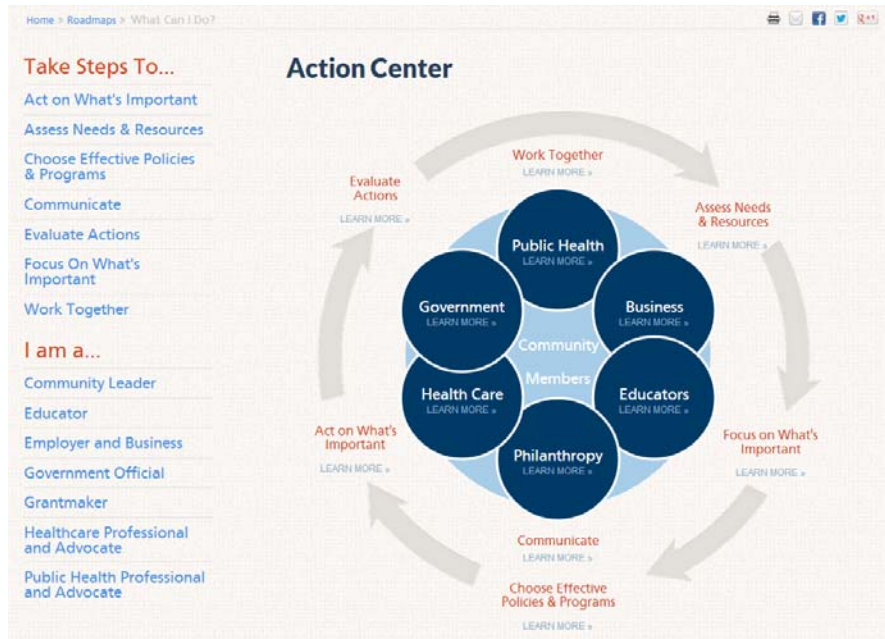 Home > Roadmaps > What Can I Do?
Take Steps To...
Act on What's Important
Assess Needs & Resources
Choose Effective Policies
& Programs
Communicate
Evaluate Actions
Focus On What's
Important
Work Together
I am a...
Community Leader
Educator
Employer and Business
Government Official
Grantmaker
Healthcare Professional
and Advocate
Public Health Professional
and Advocate
Action Center
Work Together
LEARN MORE »
Evaluate
Actions
LEARN MORE »
Assess Needs
& Resources
LEARN MORE »
Public Health
LEARN MORE »
Government
LEARN MORE »
Business
LEARN MORE »
Community
Members
Health Care
LEARN MORE »
Educators
LEARN MORE »
Act on What's
Important
LEARN MORE »
Focus on What's
Important
LEARN MORE »
Philanthropy
LEARN MORE »
Communicate
LEARN MORE »
Choose Effective
Policies & Programs
LEARN MORE »